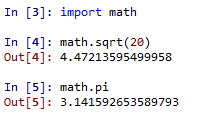 In [3]: import math
In [4]: math.sqrt(20)
Out[4]: 4.47213595499958
In [5]: math.pi
Out[5]: 3.141592653589793